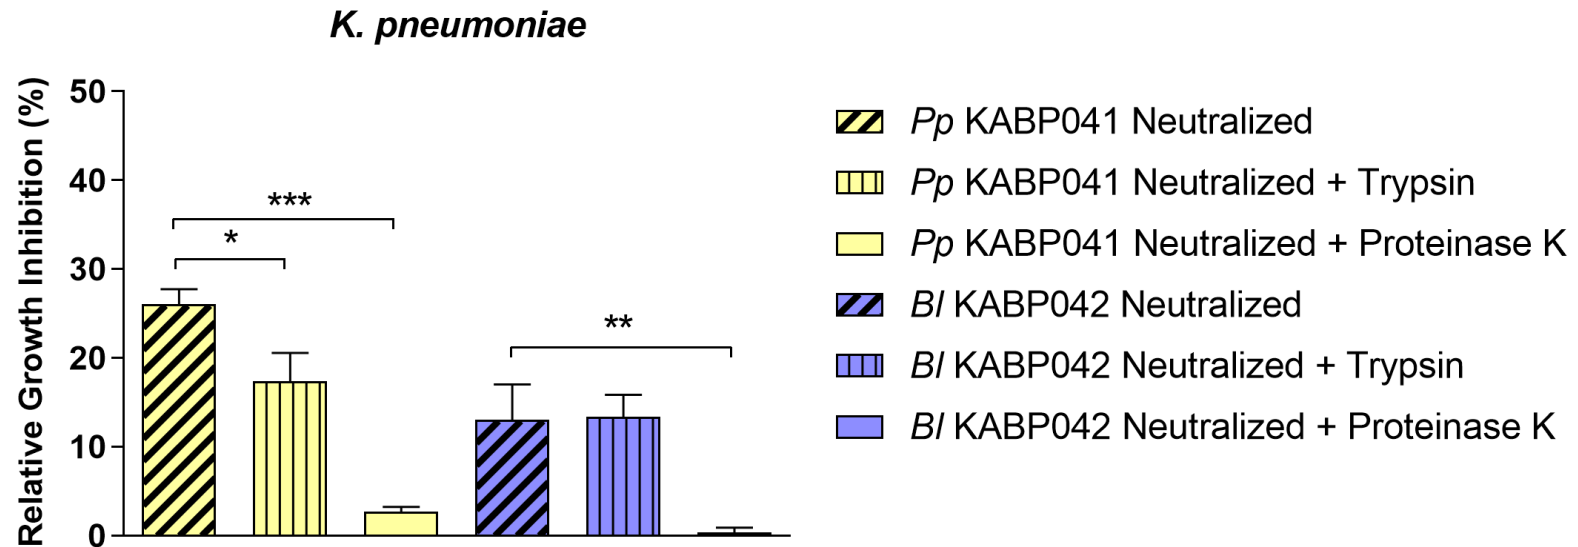 K. pneumoniae
Relative Growth Inhibition (%)
50
40
30
20
10
0
***
*
**
Pp KABP041 Neutralized
Pp KABP041 Neutralized + Trypsin
Pp KABP041 Neutralized + Proteinase K
Bl KABP042 Neutralized
Bl KABP042 Neutralized + Trypsin
Bl KABP042 Neutralized + Proteinase K